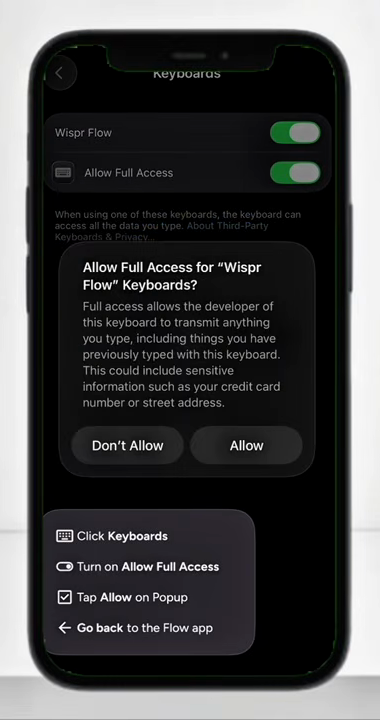 Keyboards
Wispr Flow
Allow Full Access
When using one of these keyboards, the keyboard can
access all the data you type. About Third-Party
Keyboards & Privacy...
Allow Full Access for “Wispr
Flow” Keyboards?
Full access allows the developer of
this keyboard to transmit anything
you type, including things you have
previously typed with this keyboard.
This could include sensitive
information such as your credit card
number or street address.
Don’t Allow
Allow
Click Keyboards
Turn on Allow Full Access
Tap Allow on Popup
Go back to the Flow app